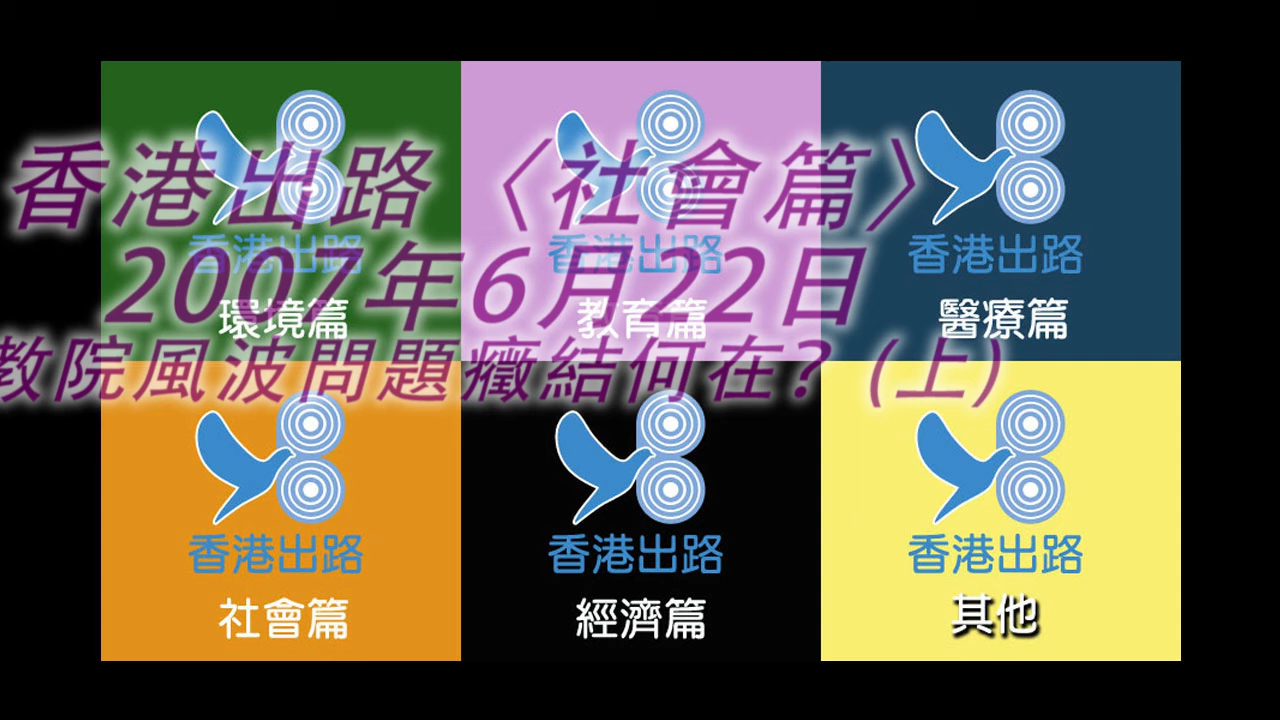 香港出路〈社會篇〉
2007年6月22日
教院風波問題癥結何在？(上)
香港出路 香港出路 香港出路
環境篇 教育篇 醫療篇
香港出路 香港出路 香港出路
社會篇 經濟篇 其他